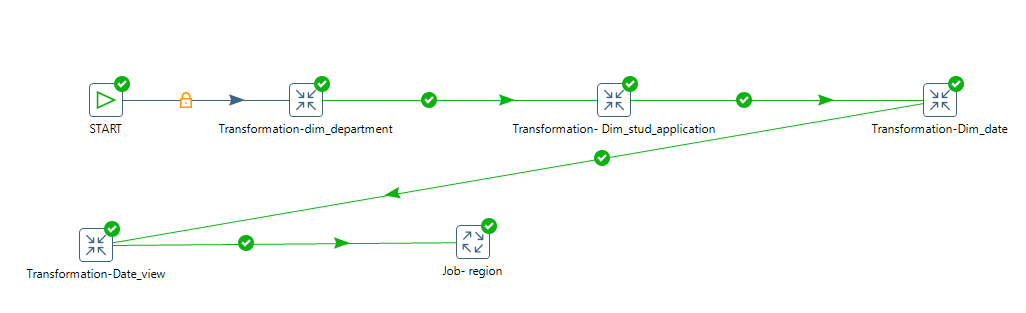 START
Transformation-dim_department
Transformation- Dim_stud_application
Transformation-Dim_date
Transformation-Date_view
Job- region